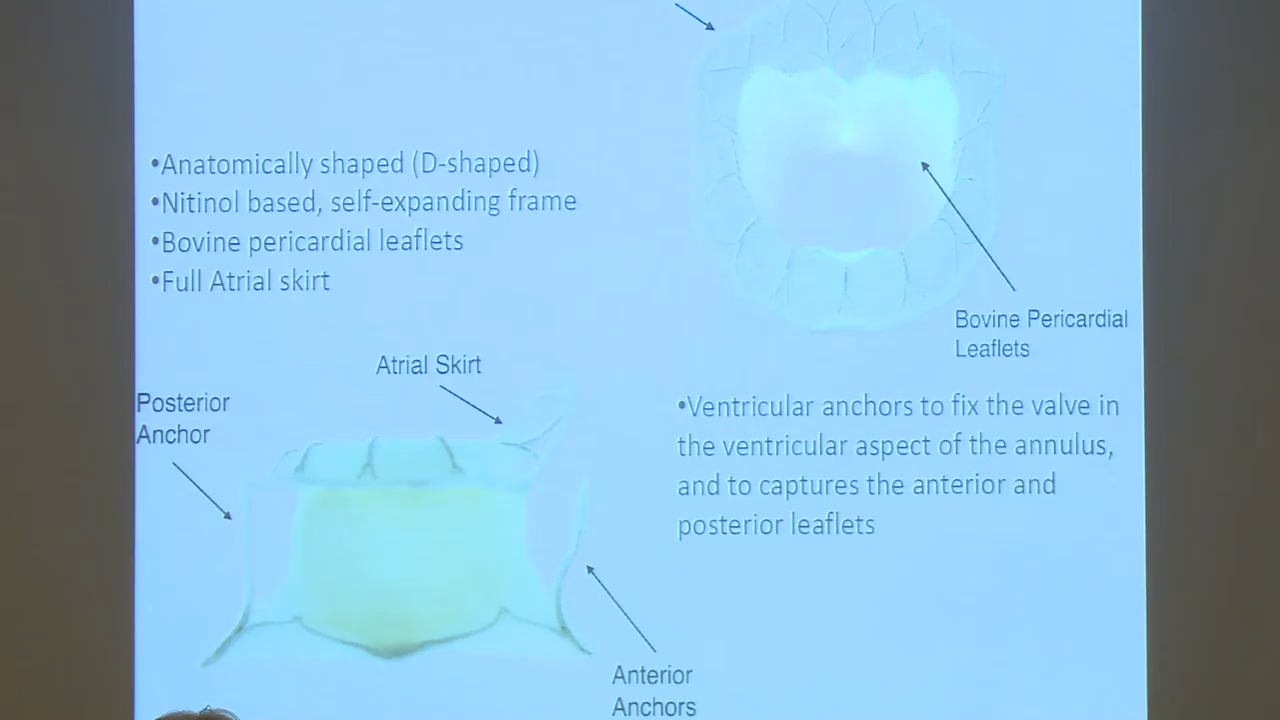 •Anatomically shaped (D-shaped)
•Nitinol based, self-expanding frame
•Bovine pericardial leaflets
•Full Atrial skirt
Bovine Pericardial
Leaflets
Atrial Skirt
Posterior
Anchor
•Ventricular anchors to fix the valve in
the ventricular aspect of the annulus,
and to captures the anterior and
posterior leaflets
Anterior
Anchors